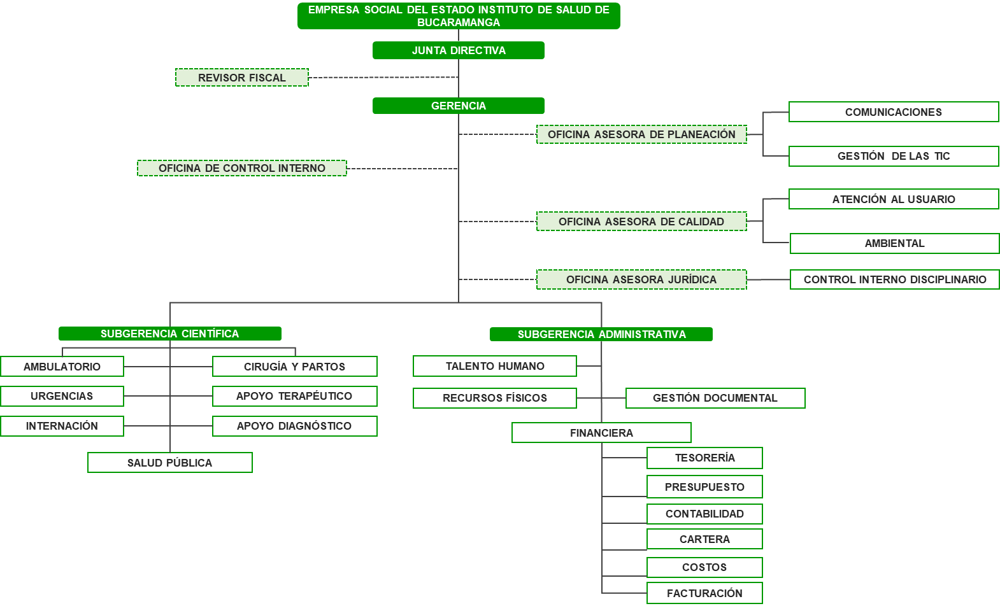 EMPRESA SOCIAL DEL ESTADO INSTITUTO DE SALUD DE
BUCARAMANGA
JUNTA DIRECTIVA
REVISOR FISCAL
GERENCIA
COMUNICACIONES
OFICINA ASESORA DE PLANEACIÓN
GESTIÓN DE LAS TIC
OFICINA DE CONTROL INTERNO
ATENCIÓN AL USUARIO
OFICINA ASESORA DE CALIDAD
AMBIENTAL
OFICINA ASESORA JURÍDICA
CONTROL INTERNO DISCIPLINARIO
SUBGERENCIA CIENTÍFICA
SUBGERENCIA ADMINISTRATIVA
AMBULATORIO
CIRUGÍA Y PARTOS
TALENTO HUMANO
URGENCIAS
APOYO TERAPÉUTICO
RECURSOS FÍSICOS
GESTIÓN DOCUMENTAL
INTERNACIÓN
APOYO DIAGNÓSTICO
FINANCIERA
SALUD PÚBLICA
TESORERÍA
PRESUPUESTO
CONTABILIDAD
CARTERA
COSTOS
FACTURACIÓN